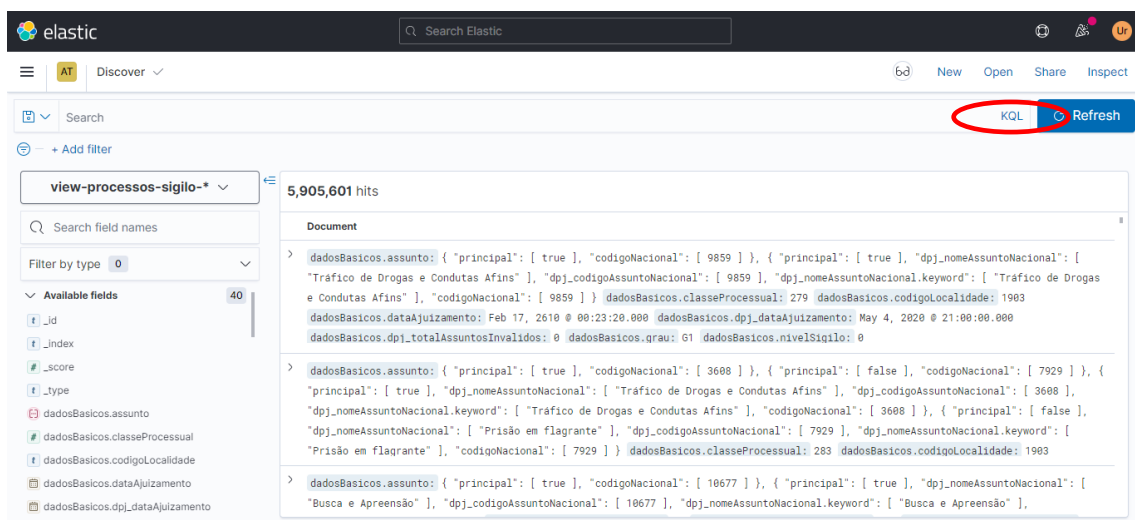 elastic
Search Elastic
Ur
AT Discover
New Open Share Inspect
Search KQL Refresh
+ Add filter
view-processos-sigilo-*
5,905,601 hits
Search field names
Document
Filter by type 0
Available fields 40
t _id
t _index
# _score
t _type
dadosBasicos.assunto
# dadosBasicos.classeProcessual
t dadosBasicos.codigoLocalidade
dadosBasicos.dataAjuizamento
dadosBasicos.dpj_dataAjuizamento
dadosBasicos.assunto: { "principal": [ true ], "codigoNacional": [ 9859 ] }, { "principal": [ true ], "dpj_nomeAssuntoNacional": [
"Tráfico de Drogas e Condutas Afins" ], "dpj_codigoAssuntoNacional": [ 9859 ], "dpj_nomeAssuntoNacional.keyword": [ "Tráfico de Drogas
e Condutas Afins" ], "codigoNacional": [ 9859 ] } dadosBasicos.classeProcessual: 279 dadosBasicos.codigoLocalidade: 1903
dadosBasicos.dataAjuizamento: Feb 17, 2610 @ 00:23:20.000 dadosBasicos.dpj_dataAjuizamento: May 4, 2020 @ 21:00:00.000
dadosBasicos.dpj_totalAssuntosInvalidos: 0 dadosBasicos.grau: G1 dadosBasicos.nivelSigilo: 0
dadosBasicos.assunto: { "principal": [ true ], "codigoNacional": [ 3608 ] }, { "principal": [ false ], "codigoNacional": [ 7929 ] }, {
"principal": [ true ], "dpj_nomeAssuntoNacional": [ "Tráfico de Drogas e Condutas Afins" ], "dpj_codigoAssuntoNacional": [ 3608 ],
"dpj_nomeAssuntoNacional.keyword": [ "Tráfico de Drogas e Condutas Afins" ], "codigoNacional": [ 3608 ] }, { "principal": [ false ],
"dpj_nomeAssuntoNacional": [ "Prisão em flagrante" ], "dpj_codigoAssuntoNacional": [ 7929 ], "dpj_nomeAssuntoNacional.keyword": [
"Prisão em flagrante" ], "codigoNacional": [ 7929 ] } dadosBasicos.classeProcessual: 283 dadosBasicos.codigoLocalidade: 1903
dadosBasicos.assunto: { "principal": [ true ], "codigoNacional": [ 10677 ] }, { "principal": [ true ], "dpj_nomeAssuntoNacional": [
"Busca e Apreensão" ], "dpj_codigoAssuntoNacional": [ 10677 ], "dpj_nomeAssuntoNacional.keyword": [ "Busca e Apreensão" ],